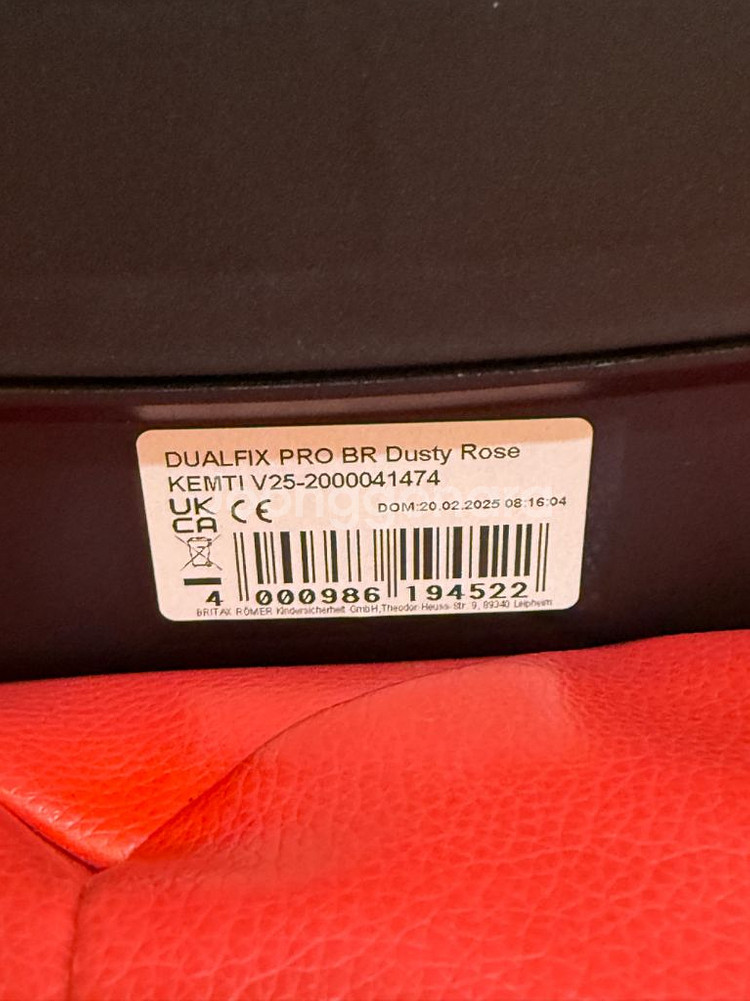 DUALFIX PRO BR Dusty Rose
KEMTI V25-2000041474
UK
CA CE DOM:20.02.2025 08:16:04
4 000986 194522
BRITAX RÖMER Kindersicherheit GmbH,Theodor-Heuss-Str. 9, 89340 Leipheim